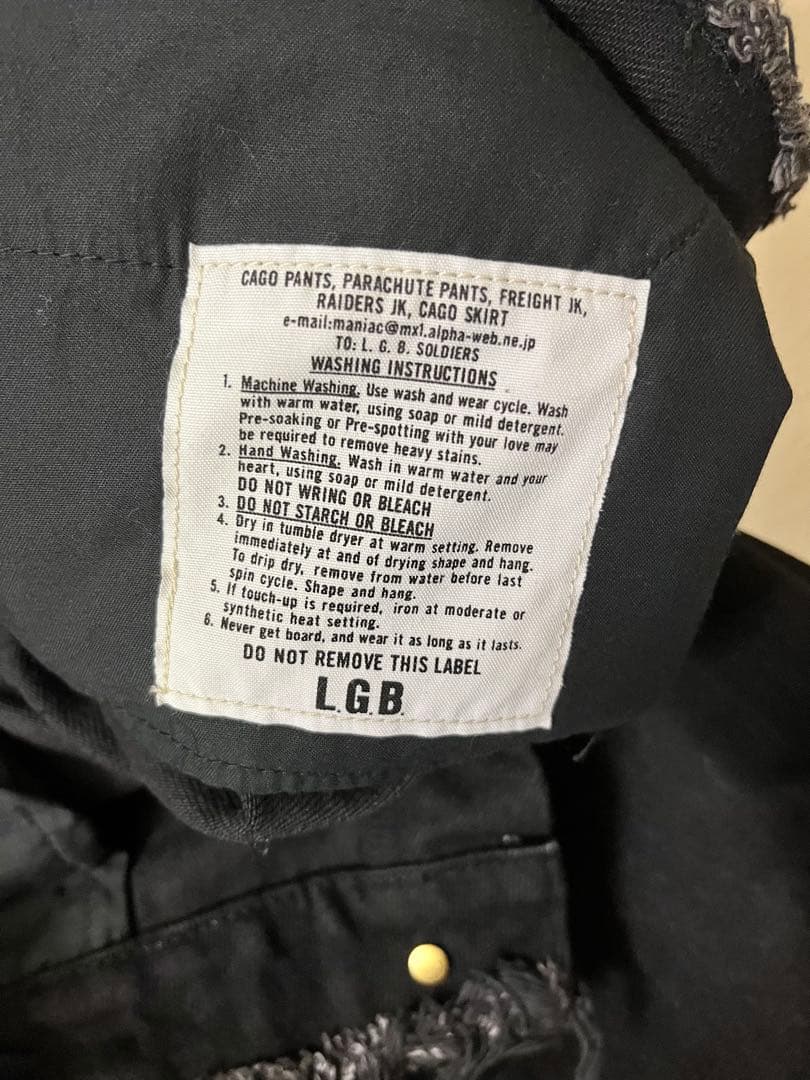 CAGO PANTS, PARACHUTE PANTS, FREIGHT JK,
RAIDERS JK, CAGO SKIRT
e-mail:maniac@mx1.alpha-web.ne.jp
TO: L. G. B. SOLDIERS
WASHING INSTRUCTIONS
1. Machine Washing. Use wash and wear cycle. Wash
with warm water, using soap or mild detergent.
Pre-soaking or Pre-spotting with your love may
be required to remove heavy stains.
2. Hand Washing. Wash in warm water and your
heart, using soap or mild detergent.
DO NOT WRING OR BLEACH
3. DO NOT STARCH OR BLEACH
4. Dry in tumble dryer at warm setting. Remove
immediately at and of drying shape and hang.
To drip dry, remove from water before last
spin cycle. Shape and hang.
5. If touch-up is required, iron at moderate or
synthetic heat setting.
6. Never get board, and wear it as long as it lasts.
DO NOT REMOVE THIS LABEL
L.G.B.